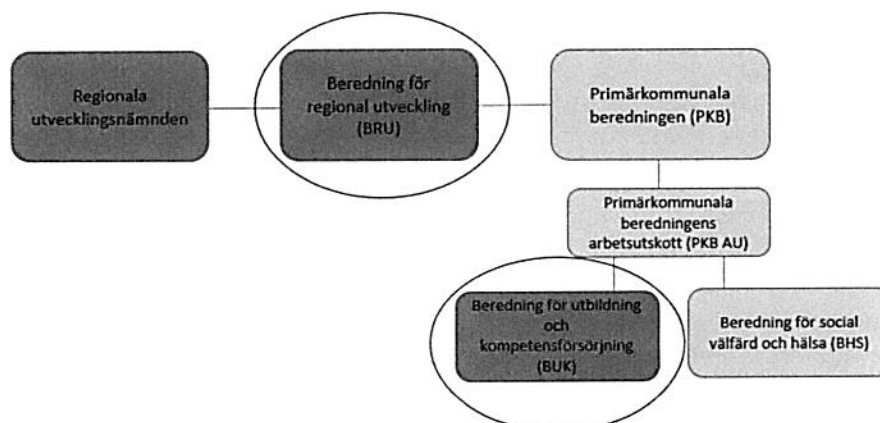 Regionala
utvecklingsnämnden
Beredning för
regional utveckling
(BRU)
Primärkommunala
beredningen (PKB)
Primärkommunala
beredningens
arbetsutskott (PKB AU)
Beredning för utbildning
och
kompetensförsörjning
(BUK)
Beredning för social
välfärd och hälsa (BHS)